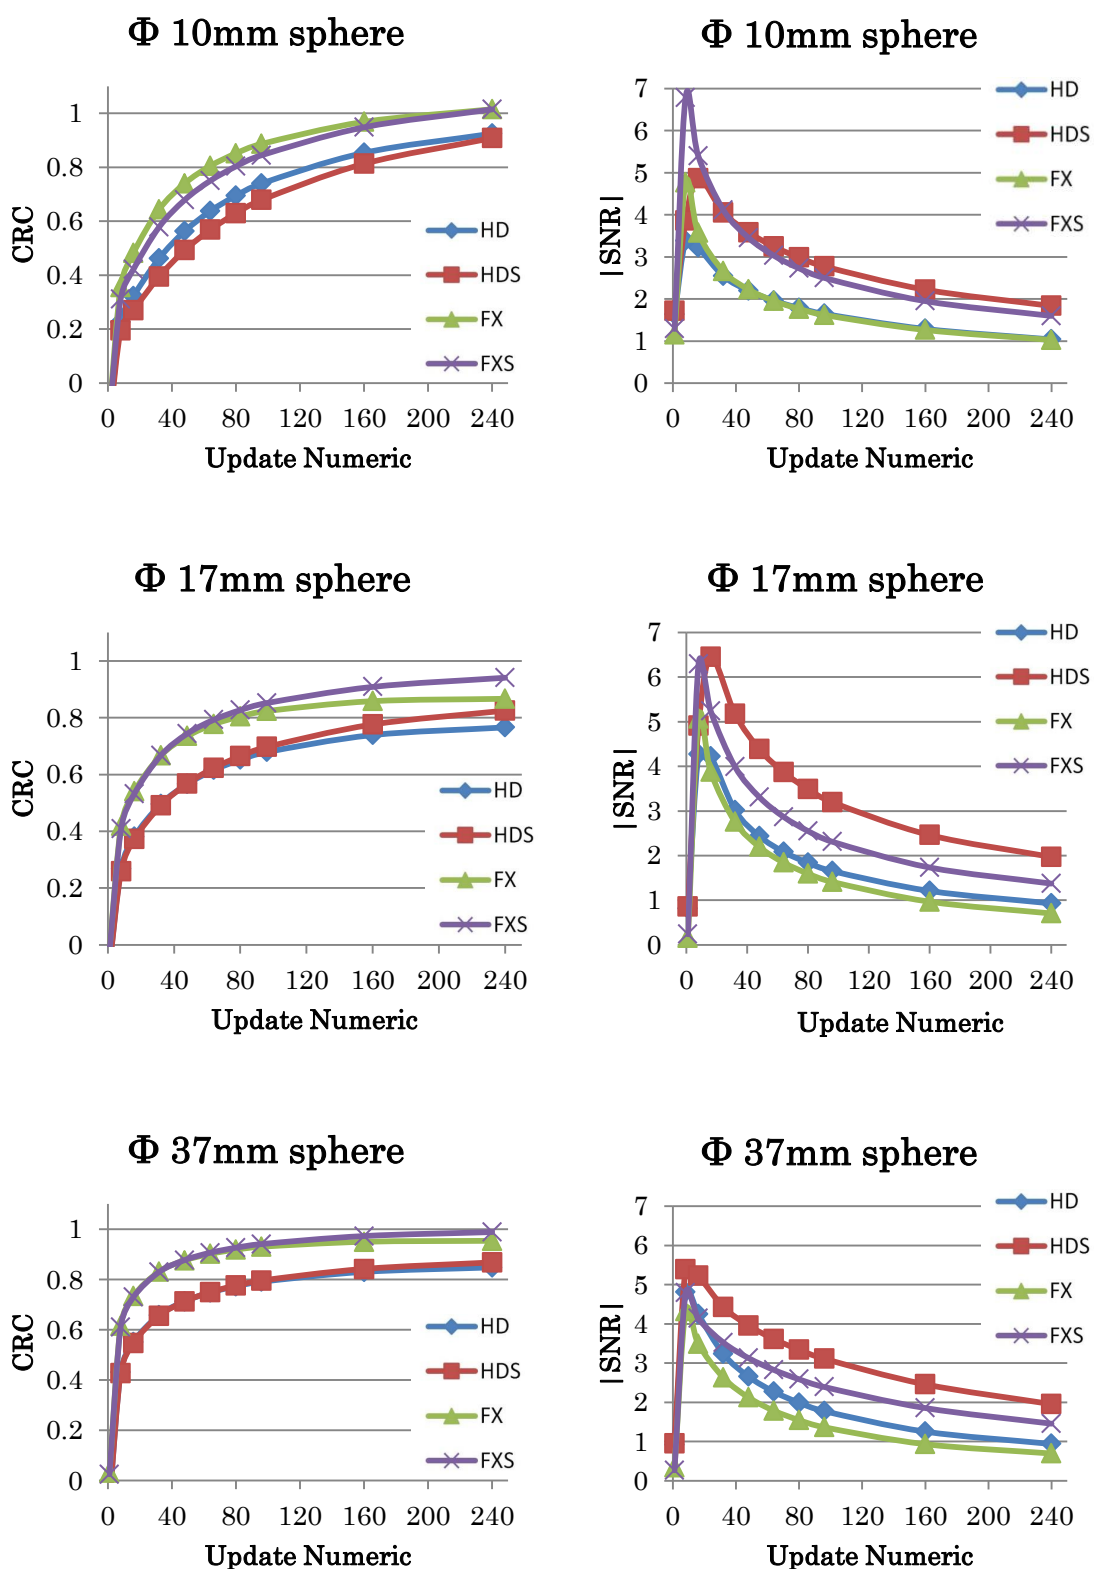 Φ 10mm sphere
CRC
1
0.8
0.6
0.4
0.2
0
HD
HDS
FX
FXS
0 40 80 120 160 200 240
Update Numeric
Φ 10mm sphere
|SNR|
7
6
5
4
3
2
1
0
HD
HDS
FX
FXS
0 40 80 120 160 200 240
Update Numeric
Φ 17mm sphere
CRC
1
0.8
0.6
0.4
0.2
0
HD
HDS
FX
FXS
0 40 80 120 160 200 240
Update Numeric
Φ 17mm sphere
|SNR|
7
6
5
4
3
2
1
0
HD
HDS
FX
FXS
0 40 80 120 160 200 240
Update Numeric
Φ 37mm sphere
CRC
1
0.8
0.6
0.4
0.2
0
HD
HDS
FX
FXS
0 40 80 120 160 200 240
Update Numeric
Φ 37mm sphere
|SNR|
7
6
5
4
3
2
1
0
HD
HDS
FX
FXS
0 40 80 120 160 200 240
Update Numeric